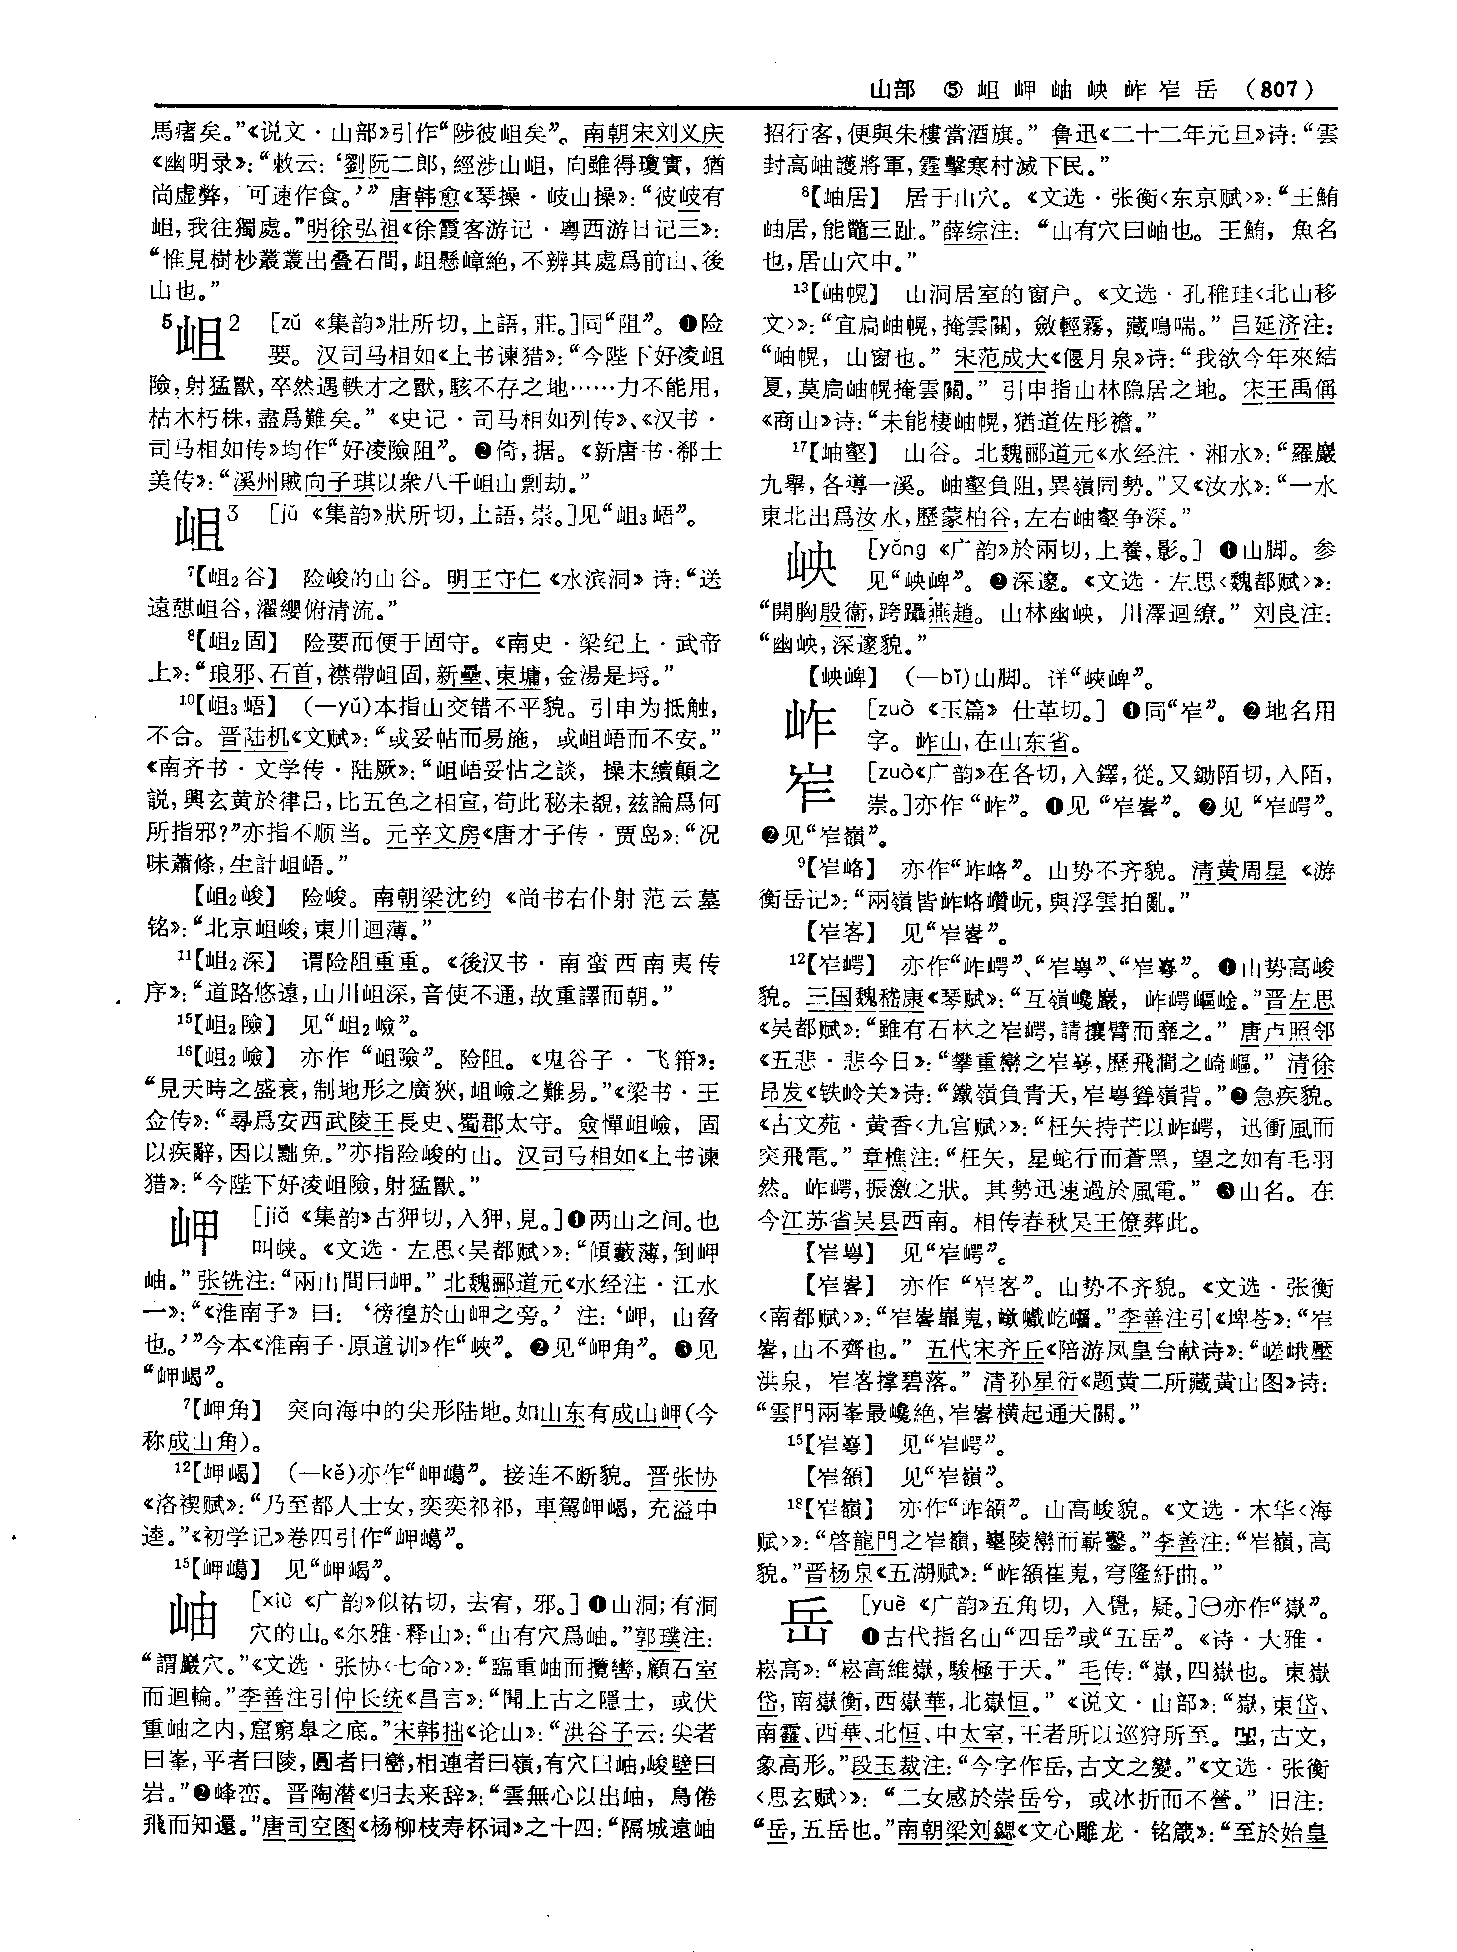 山部 ⑤ 岨岬岫岟岞岝岳 (807)
馬瘏矣。”《说文·山部》引作“陟彼岨矣”。南朝宋刘义庆
《幽明录》：“敕云：‘劉阮二郎，經涉山岨，向雖得瓊實，猶
尚虚弊，可速作食。’”唐韩愈《琴操·岐山操》：“彼岐有
岨，我往獨處。”明徐弘祖《徐霞客游记·粤西游日记三》：
“惟見樹杪叢叢出叠石間，岨懸嶂絶，不辨其處爲前山、後
山也。”
⁵岨2 [zǔ《集韵》壯所切，上語，莊。]同“阻”。❶险
要。汉司马相如《上书谏猎》：“今陛下好凌岨
險，射猛獸，卒然遇軼才之獸，駭不存之地……力不能用，
枯木朽株，盡爲難矣。”《史记·司马相如列传》、《汉书·
司马相如传》均作“好凌險阻”。❷倚，据。《新唐书·郗士
美传》：“溪州賊向子琪以衆八千岨山剽劫。”
岨3 [jǔ《集韵》狀所切，上語，崇。]见“岨₃峿”。
⁷【岨₂谷】 险峻的山谷。明王守仁《水滨洞》诗：“送
遠憇岨谷，濯纓俯清流。”
⁸【岨₂固】 险要而便于固守。《南史·梁纪上·武帝
上》：“琅邪、石首，襟帶岨固，新壘、東墉，金湯是埒。”
¹⁰【岨₃峿】 (—yǔ)本指山交错不平貌。引申为抵触，
不合。晋陆机《文赋》：“或妥帖而易施，或岨峿而不安。”
《南齐书·文学传·陆厥》：“岨峿妥怗之談，操末續顛之
説，興玄黄於律吕，比五色之相宣，苟此秘未覩，兹論爲何
所指邪？”亦指不顺当。元辛文房《唐才子传·贾岛》：“况
味蕭條，生計岨峿。”
【岨₂峻】 险峻。南朝梁沈约《尚书右仆射范云墓
铭》：“北京岨峻，東川迴薄。”
¹¹【岨₂深】 谓险阻重重。《後汉书·南蛮西南夷传
序》：“道路悠遠，山川岨深，音使不通，故重譯而朝。”
¹⁵【岨₂險】 见“岨₂嶮”。
¹⁶【岨₂嶮】 亦作“岨險”。险阻。《鬼谷子·飞箝》：
“見天時之盛衰，制地形之廣狹，岨嶮之難易。”《梁书·王
佥传》：“尋爲安西武陵王長史、蜀郡太守。僉憚岨嶮，固
以疾辭，因以黜免。”亦指险峻的山。汉司马相如《上书谏
猎》：“今陛下好凌岨險，射猛獸。”
岬 [jiǎ《集韵》古狎切，入狎，見。]❶两山之间。也
叫峡。《文选·左思〈吴都赋〉》：“傾藪薄，倒岬
岫。”张铣注：“兩山間曰岬。”北魏郦道元《水经注·江水
一》：“《淮南子》曰：‘徬徨於山岬之旁。’注：‘岬，山脅
也。’”今本《淮南子·原道训》作“峽”。❷见“岬角”。❸见
“岬嵑”。
⁷【岬角】 突向海中的尖形陆地。如山东有成山岬(今
称成山角)。
¹²【岬嵑】 (—kě)亦作“岬㠍”。接连不断貌。晋张协
《洛禊赋》：“乃至都人士女，奕奕祁祁，車駕岬嵑，充溢中
逵。”《初学记》卷四引作“岬㠍”。
¹⁵【岬㠍】 见“岬嵑”。
岫 [xiù《广韵》似祐切，去宥，邪。]❶山洞；有洞
穴的山。《尔雅·释山》：“山有穴爲岫。”郭璞注：
“謂巖穴。”《文选·张协〈七命〉》：“臨重岫而攬轡，顧石室
而迴輪。”李善注引仲长统《昌言》：“聞上古之隱士，或伏
重岫之内，窟窮皋之底。”宋韩拙《论山》：“洪谷子云：尖者
曰峯，平者曰陵，圓者曰巒，相連者曰嶺，有穴曰岫，峻壁曰
岩。”❷峰峦。晋陶潜《归去来辞》：“雲無心以出岫，鳥倦
飛而知還。”唐司空图《杨柳枝寿杯词》之十四：“隔城遠岫
招行客，便與朱樓當酒旗。”鲁迅《二十二年元旦》诗：“雲
封高岫護將軍，霆擊寒村滅下民。”
⁸【岫居】 居于山穴。《文选·张衡〈东京赋〉》：“王鮪
岫居，能鼈三趾。”薛综注：“山有穴曰岫也。王鮪，魚名
也，居山穴中。”
¹³【岫幌】 山洞居室的窗户。《文选·孔稚珪〈北山移
文〉》：“宜扃岫幌，掩雲關，斂輕霧，藏鳴湍。”吕延济注：
“岫幌，山窗也。”宋范成大《偃月泉》诗：“我欲今年來結
夏，莫扃岫幌掩雲關。”引申指山林隐居之地。宋王禹偁
《商山》诗：“未能棲岫幌，猶道佐彤襜。”
¹⁷【岫壑】 山谷。北魏郦道元《水经注·湘水》：“羅巖
九舉，各導一溪。岫壑負阻，異嶺同勢。”又《汝水》：“一水
東北出爲汝水，歷蒙柏谷，左右岫壑争深。”
岟 [yǎng《广韵》於兩切，上養，影。]❶山脚。参
见“岟崥”。❷深邃。《文选·左思〈魏都赋〉》：
“開胸殷衞，跨躡燕趙。山林幽岟，川澤迴繚。”刘良注：
“幽岟，深邃貌。”
【岟崥】 (—bǐ)山脚。详“峡崥”。
岞 [zuò《玉篇》仕革切。]❶同“岝”。❷地名用
字。岞山，在山东省。
岝 [zuò《广韵》在各切，入鐸，從。又鋤陌切，入陌，
崇。]亦作“岞”。❶见“岝峉”。❷见“岝崿”。
❷见“岝嶺”。
⁹【岝峈】 亦作“岞峈”。山势不齐貌。清黄周星《游
衡岳记》：“兩嶺皆岞峈巑岏，與浮雲拍亂。”
【岝客】 见“岝峉”。
¹²【岝崿】 亦作“岞崿”、“岝㟧”、“岝㟯”。❶山势高峻
貌。三国魏嵇康《琴赋》：“互嶺巉巖，岞崿嶇崯。”晋左思
《吴都赋》：“雖有石林之岝崿，請攘臂而靡之。”唐卢照邻
《五悲·悲今日》：“攀重巒之岝㟯，歷飛澗之崎嶇。”清徐
昂发《铁岭关》诗：“鐵嶺負青天，岝㟧聳嶺背。”❷急疾貌。
《古文苑·黄香〈九宫赋〉》：“枉矢持芒以岞崿，迅衝風而
突飛電。”章樵注：“枉矢，星蛇行而蒼黑，望之如有毛羽
然。岞崿，振激之狀。其勢迅速過於風電。”❸山名。在
今江苏省吴县西南。相传春秋吴王僚葬此。
【岝㟧】 见“岝崿”。
【岝峉】 亦作“岝客”。山势不齐貌。《文选·张衡
〈南都赋〉》：“岝峉嶵嵬，嶔巇屹㠢。”李善注引《埤苍》：“岝
峉，山不齊也。”五代宋齐丘《陪游凤皇台献诗》：“嵯峨壓
洪泉，岝客撑碧落。”清孙星衍《题黄二所藏黄山图》诗：
“雲門兩峯最巉絶，岝峉橫起通天關。”
¹⁵【岝㟯】 见“岝崿”。
【岝額】 见“岝嶺”。
¹⁸【岝嶺】 亦作“岞額”。山高峻貌。《文选·木华〈海
赋〉》：“啓龍門之岝嶺，墾陵巒而嶄鑿。”李善注：“岝嶺，高
貌。”晋杨泉《五湖赋》：“岞額崔嵬，穹隆紆曲。”
岳 [yuè《广韵》五角切，入覺，疑。]㊀亦作“嶽”。
❶古代指名山“四岳”或“五岳”。《诗·大雅·
崧高》：“崧高維嶽，駿極于天。”毛传：“嶽，四嶽也。東嶽
岱，南嶽衡，西嶽華，北嶽恒。”《说文·山部》：“嶽，東岱、
南靃、西華、北恒、中太室，王者所以巡狩所至。𡶳，古文，
象高形。”段玉裁注：“今字作岳，古文之變。”《文选·张衡
〈思玄赋〉》：“二女感於崇岳兮，或冰折而不營。”旧注：
“岳，五岳也。”南朝梁刘勰《文心雕龙·铭箴》：“至於始皇